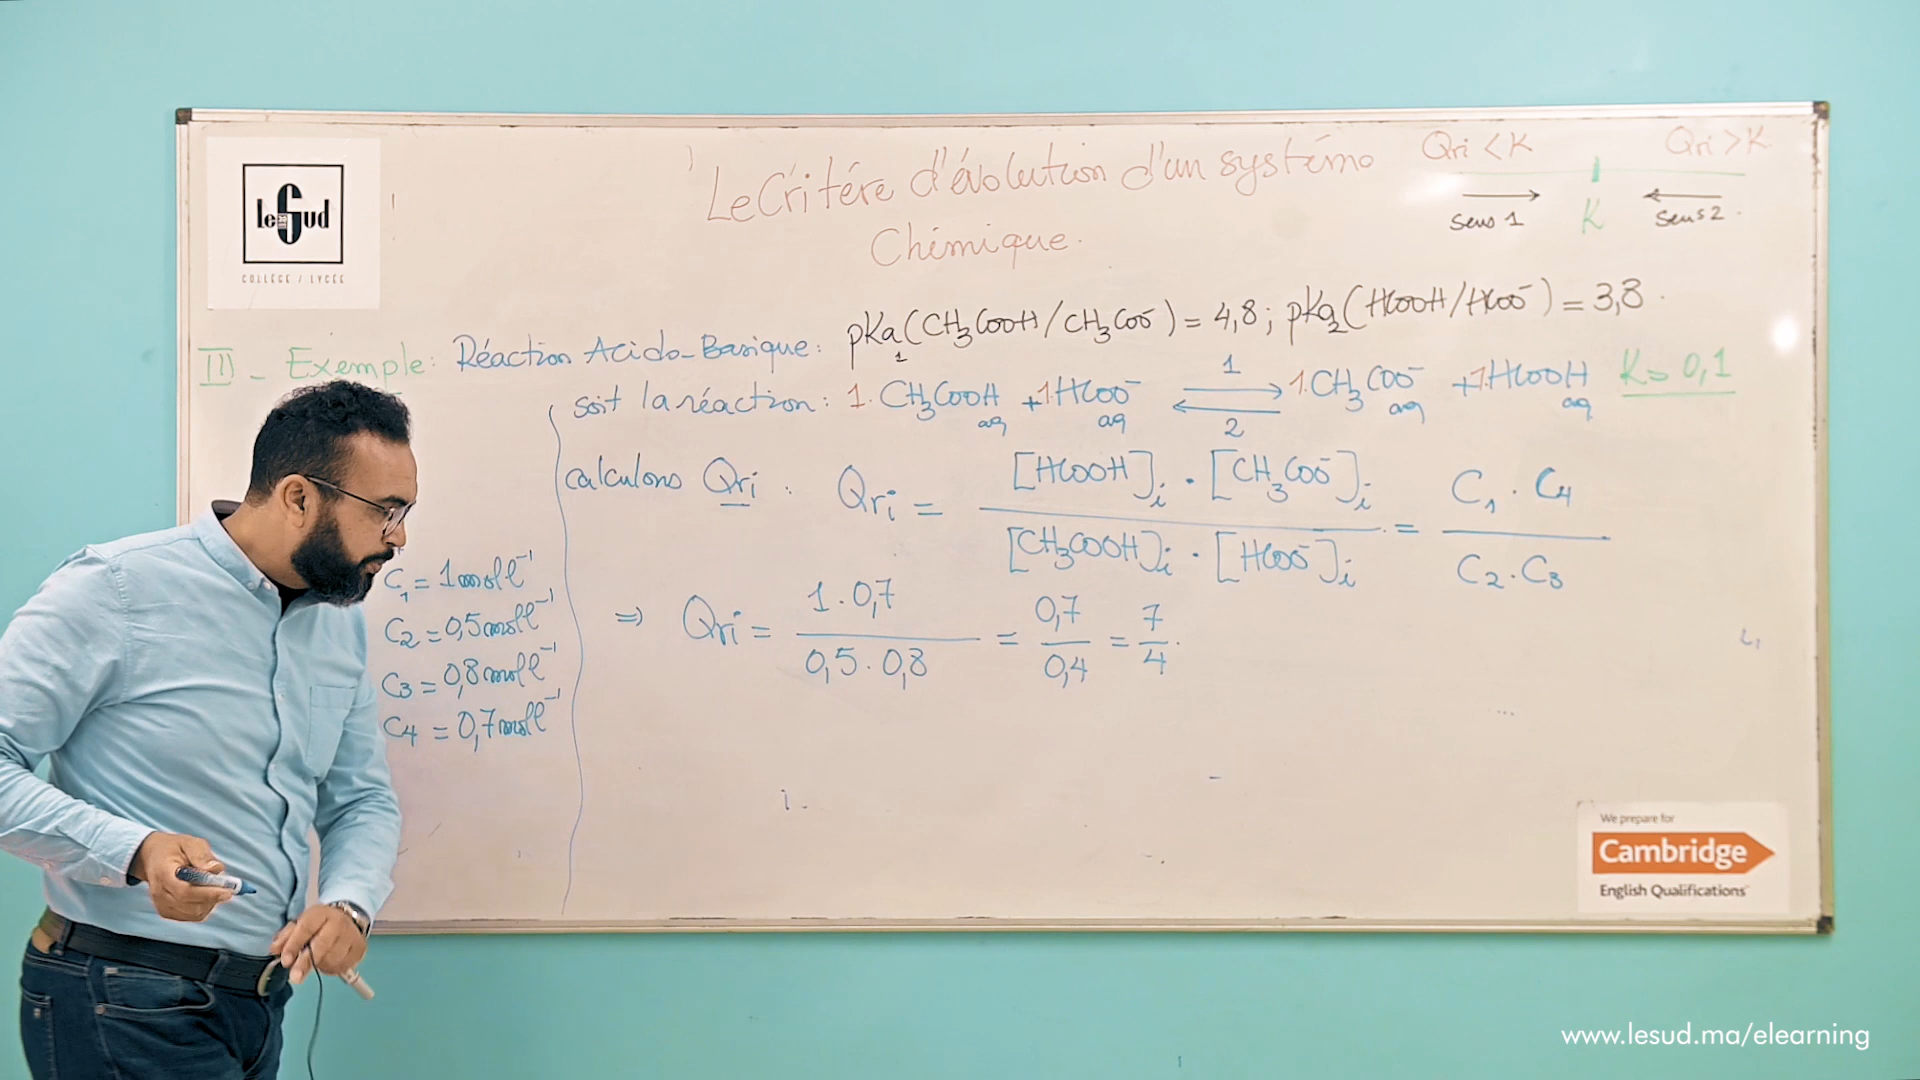 le Sud
COLLÈGE / LYCÉE
Le Critére d'évolution d'un systéme
Chimique.
Qri < K Qri > K
sens 1 K sens 2
pKa1(CH3COOH/CH3COO-) = 4,8 ; pKa2(HCOOH/HCOO-) = 3,8
II - Exemple: Réaction Acido-Basique:
soit la réaction: 1. CH3COOH aq + 1 HCOO- aq ⇌ 1. CH3COO- aq + 1. HCOOH aq K = 0,1
1
2
calculons Qri : Qri = [HCOOH]i . [CH3COO-]i / [CH3COOH]i . [HCOO-]i = C1 . C4 / C2 . C3
C1 = 1 mol l-1
C2 = 0,5 mol l-1
C3 = 0,8 mol l-1
C4 = 0,7 mol l-1
=> Qri = 1 . 0,7 / 0,5 . 0,8 = 0,7 / 0,4 = 7 / 4.
We prepare for
Cambridge
English Qualifications
www.lesud.ma/elearning